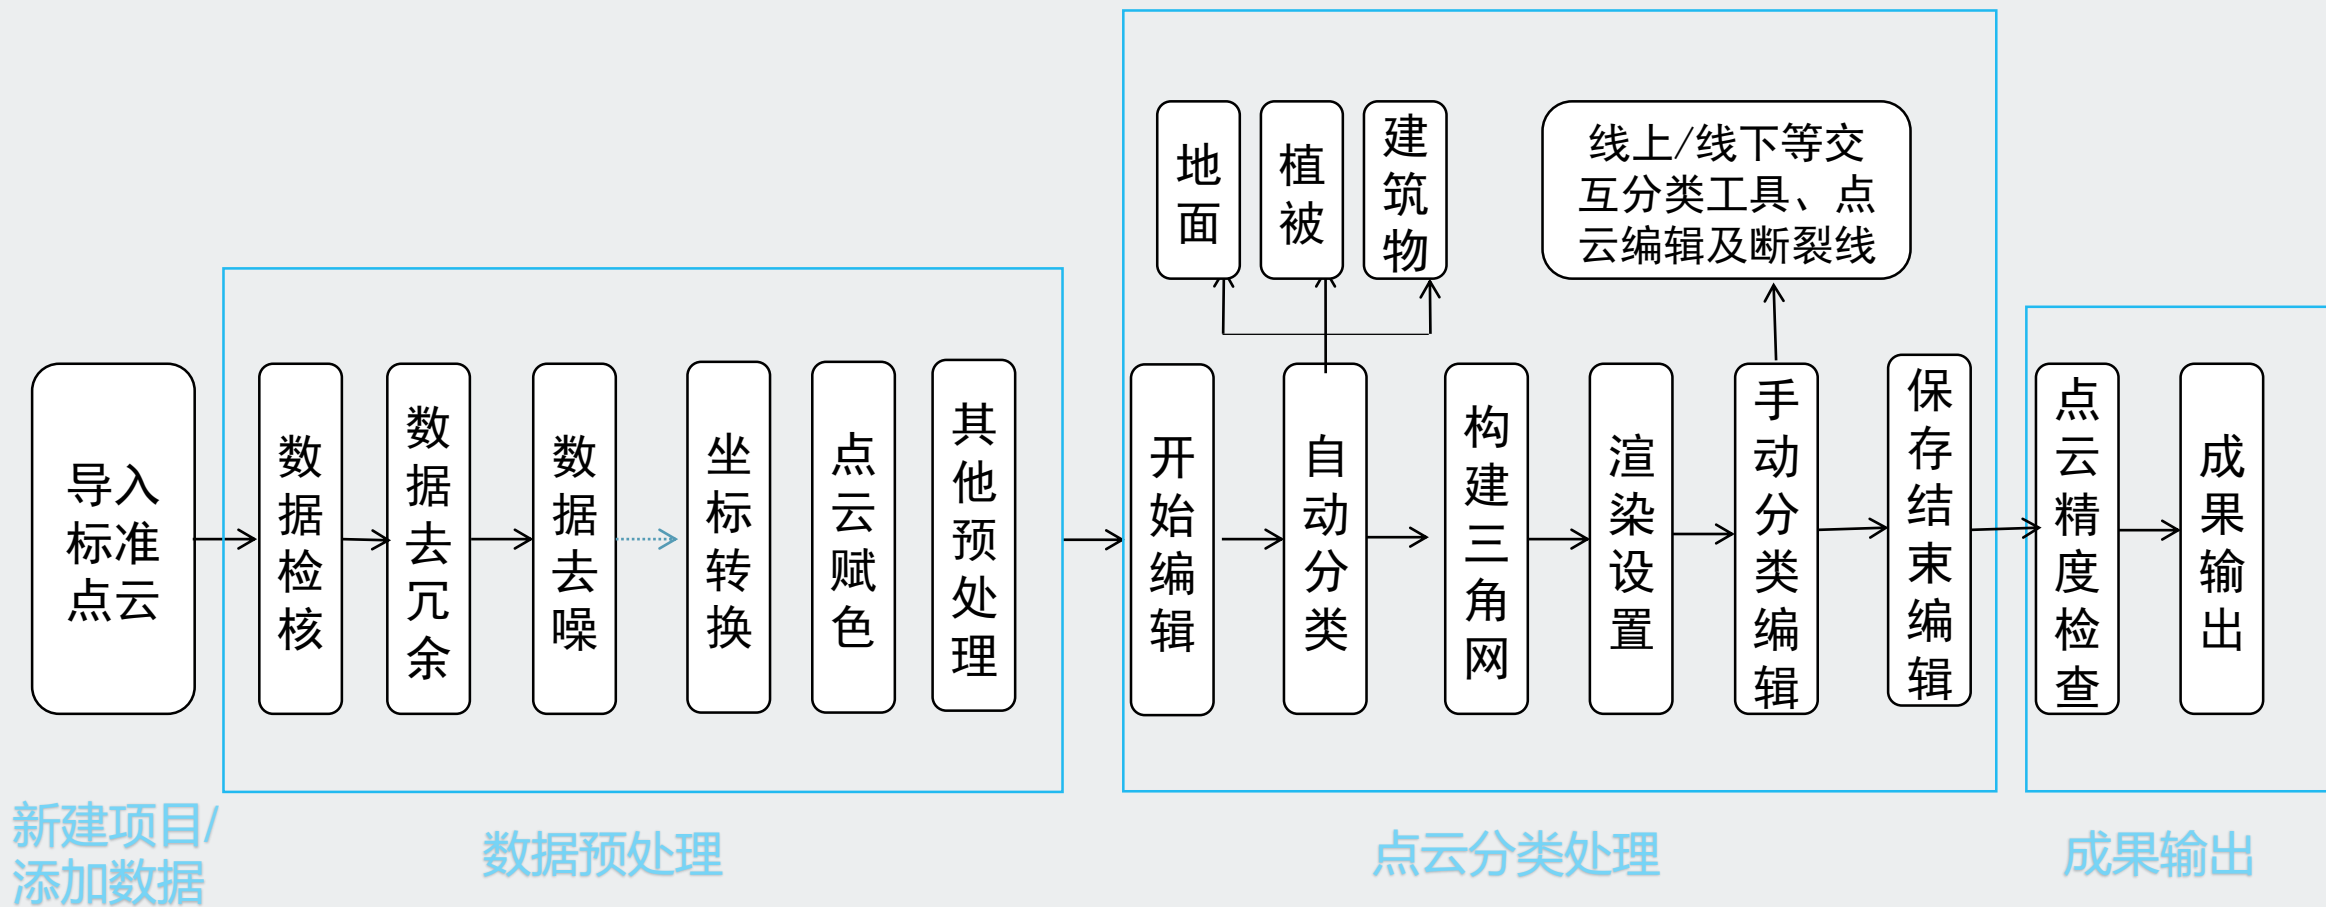 地面
植被
建筑物
线上/线下等交
互分类工具、点
云编辑及断裂线
导入
标准
点云
数据检核
数据去冗余
数据去噪
坐标转换
点云赋色
其他预处理
开始编辑
自动分类
构建三角网
渲染设置
手动分类编辑
保存结束编辑
点云精度检查
成果输出
新建项目/
添加数据
数据预处理
点云分类处理
成果输出